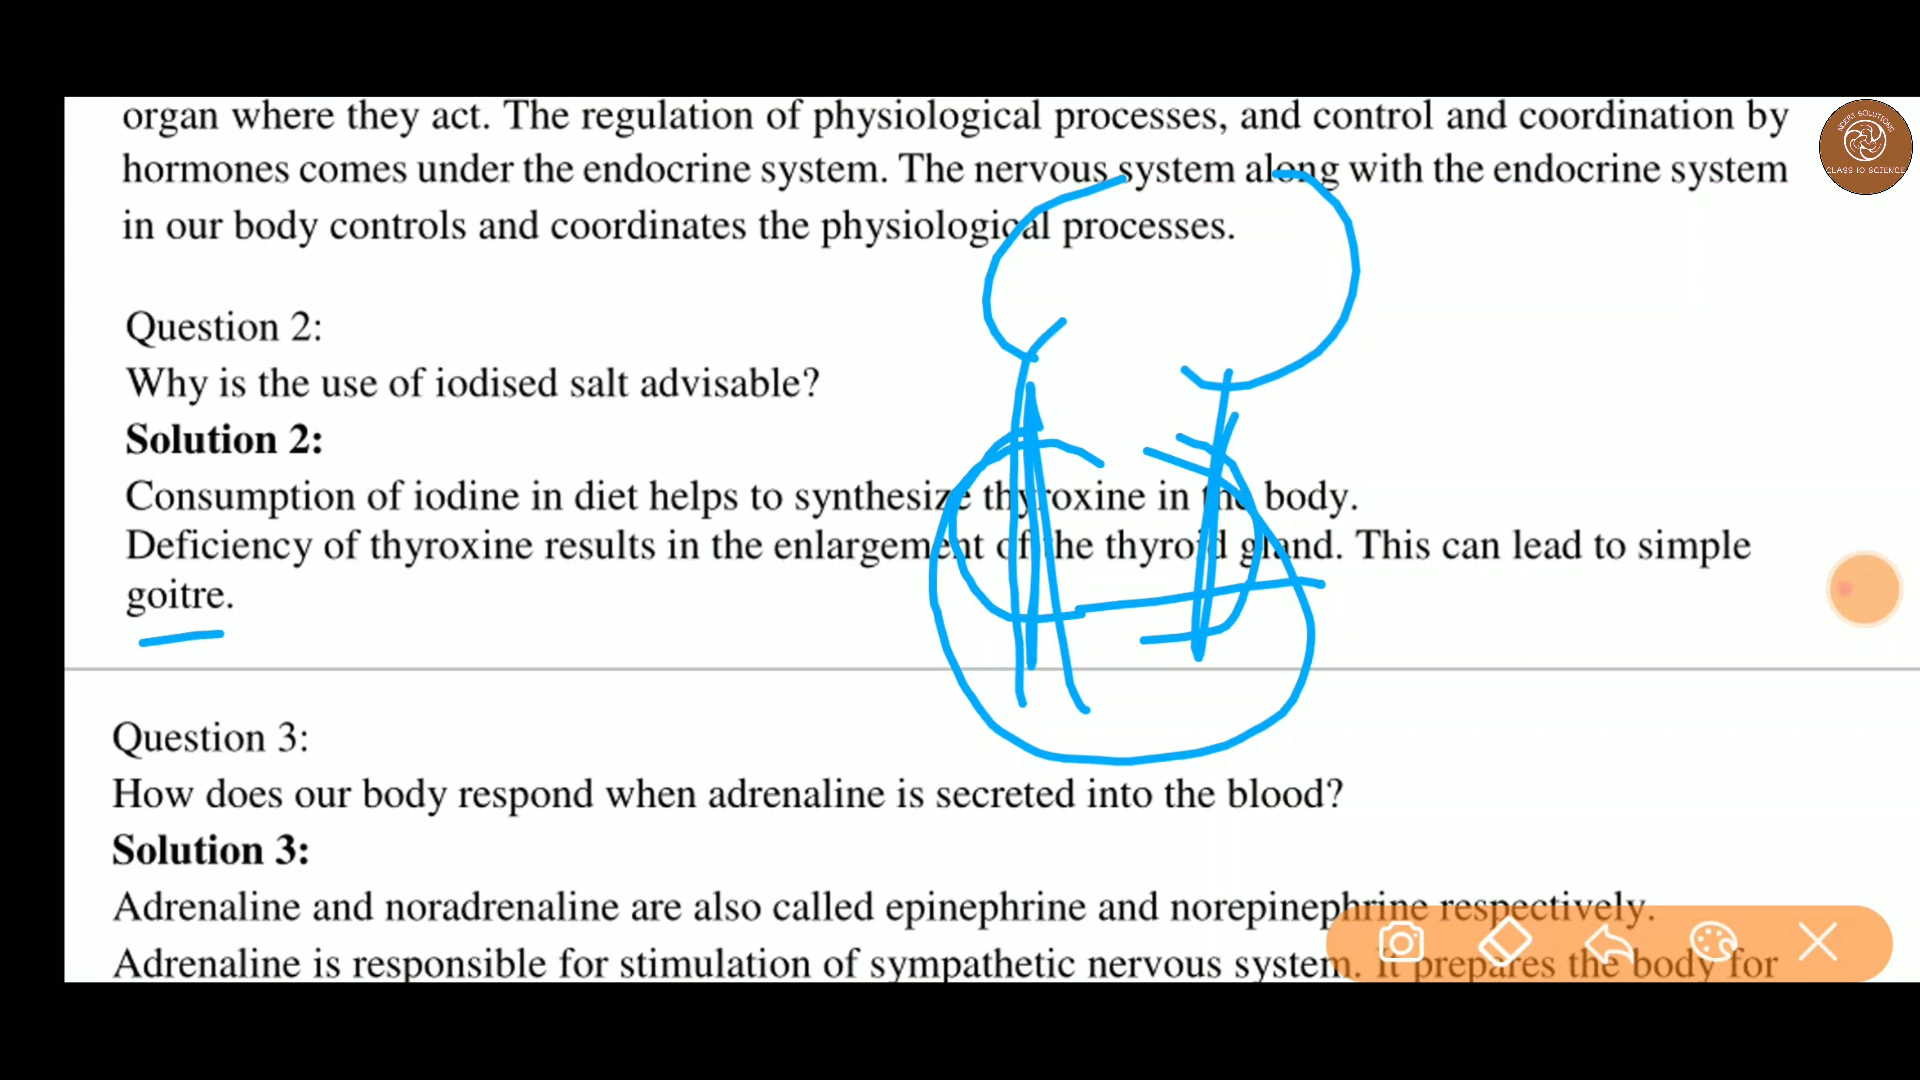 organ where they act. The regulation of physiological processes, and control and coordination by
hormones comes under the endocrine system. The nervous system along with the endocrine system
in our body controls and coordinates the physiological processes.
Question 2:
Why is the use of iodised salt advisable?
Solution 2:
Consumption of iodine in diet helps to synthesize thyroxine in the body.
Deficiency of thyroxine results in the enlargement of the thyroid gland. This can lead to simple
goitre.
Question 3:
How does our body respond when adrenaline is secreted into the blood?
Solution 3:
Adrenaline and noradrenaline are also called epinephrine and norepinephrine respectively.
Adrenaline is responsible for stimulation of sympathetic nervous system. It prepares the body for
NCERT SOLUTIONS
CLASS 10 SCIENCE